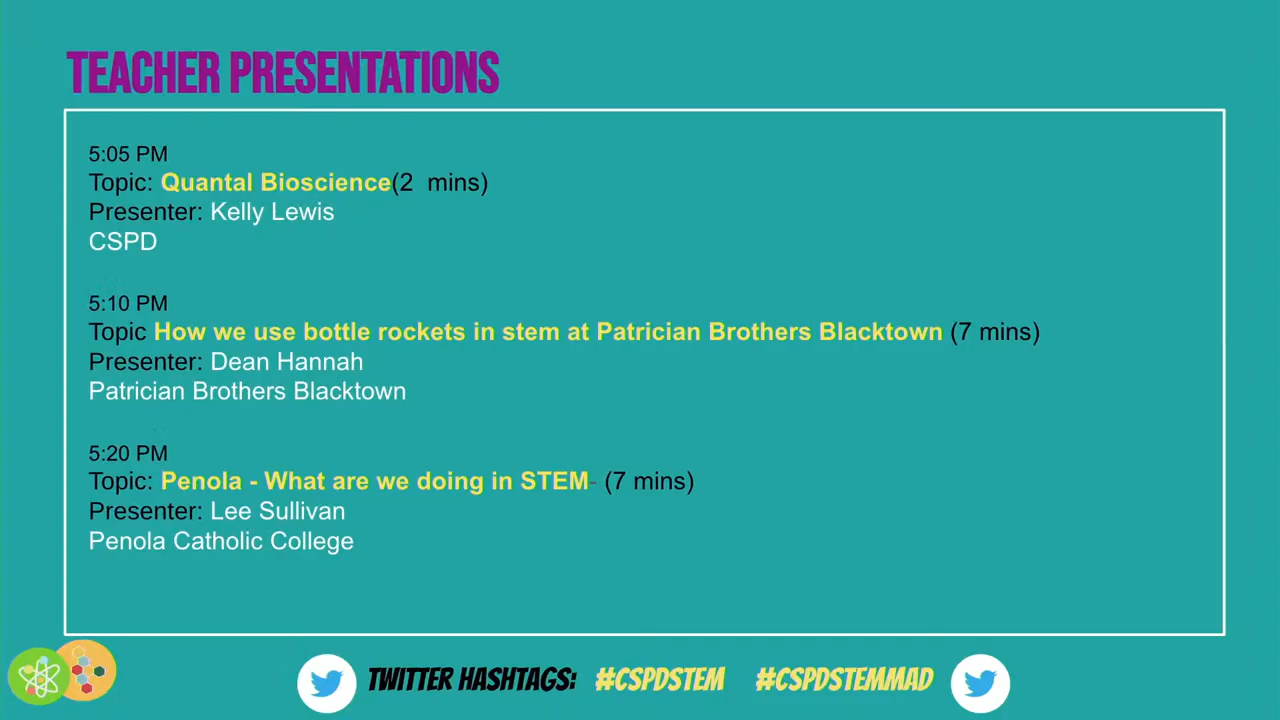 TEACHER PRESENTATIONS
5:05 PM
Topic: Quantal Bioscience(2  mins)
Presenter: Kelly Lewis
CSPD
5:10 PM
Topic How we use bottle rockets in stem at Patrician Brothers Blacktown (7 mins)
Presenter: Dean Hannah
Patrician Brothers Blacktown
5:20 PM
Topic: Penola - What are we doing in STEM- (7 mins)
Presenter: Lee Sullivan
Penola Catholic College
TWITTER HASHTAGS: #CSPDSTEM #CSPDSTEMMAD